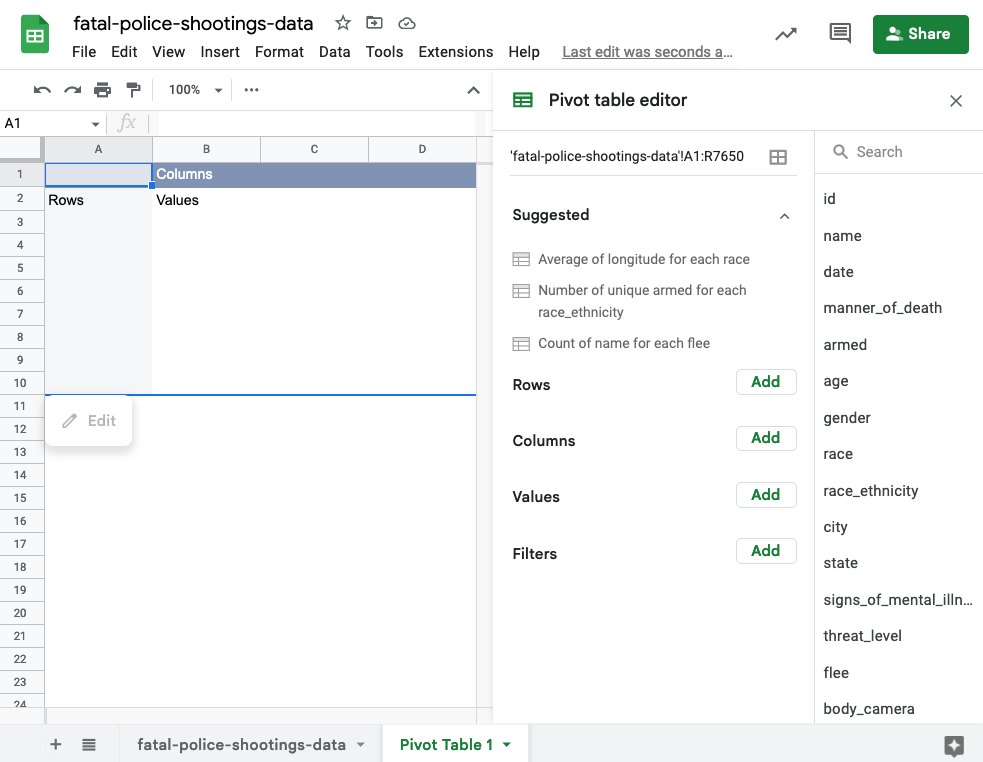 fatal-police-shootings-data
File Edit View Insert Format Data Tools Extensions Help Last edit was seconds a...
Share
100%
A1
fx
A B C D
1
2
3
4
5
6
7
8
9
10
11
12
13
14
15
16
17
18
19
20
21
22
23
24
Columns
Rows Values
Edit
Pivot table editor
'fatal-police-shootings-data'!A1:R7650
Suggested
Average of longitude for each race
Number of unique armed for each
race_ethnicity
Count of name for each flee
Rows Add
Columns Add
Values Add
Filters Add
Search
id
name
date
manner_of_death
armed
age
gender
race
race_ethnicity
city
state
signs_of_mental_illn...
threat_level
flee
body_camera
fatal-police-shootings-data
Pivot Table 1